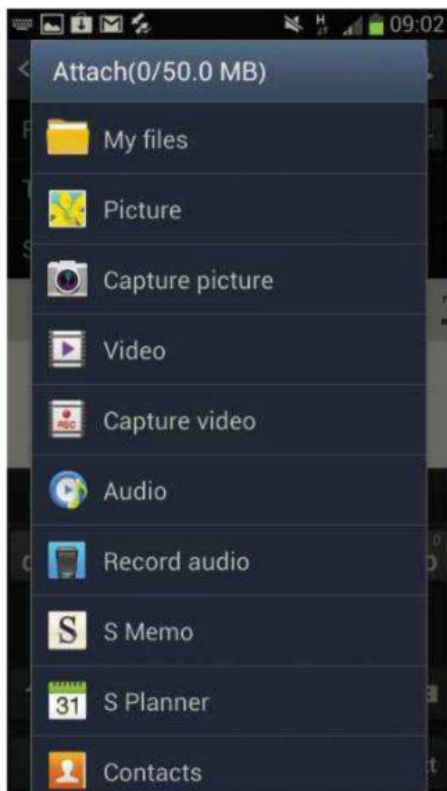 09:02
Attach(0/50.0 MB)
My files
Picture
Capture picture
Video
REC
Capture video
Audio
Record audio
S
S Memo
31
S Planner
Contacts